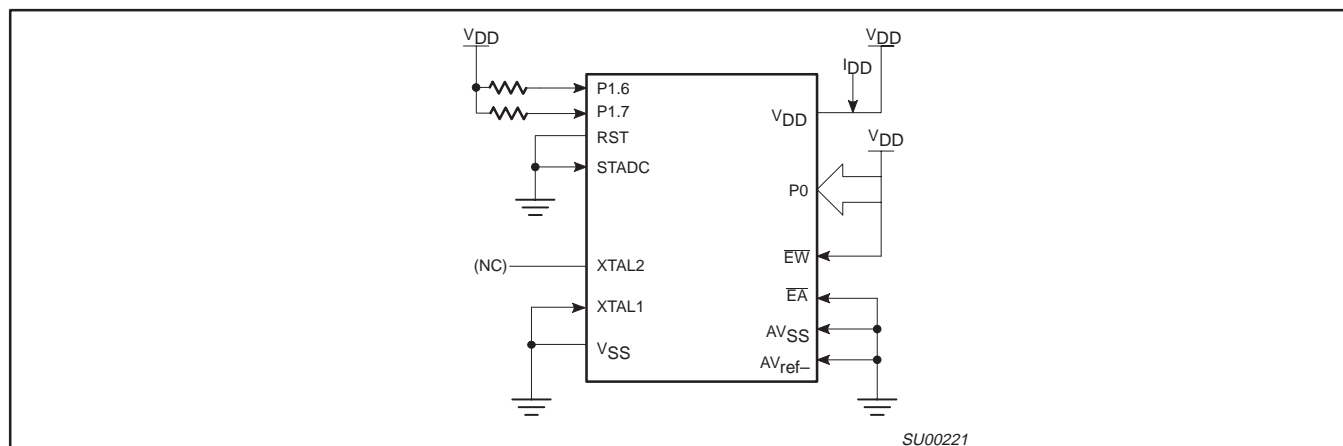 VDD
P1.6
P1.7
RST
STADC
(NC)
XTAL2
XTAL1
VSS
VDD
IDD
VDD
VDD
P0
EW
EA
AVSS
AVref–
SU00221